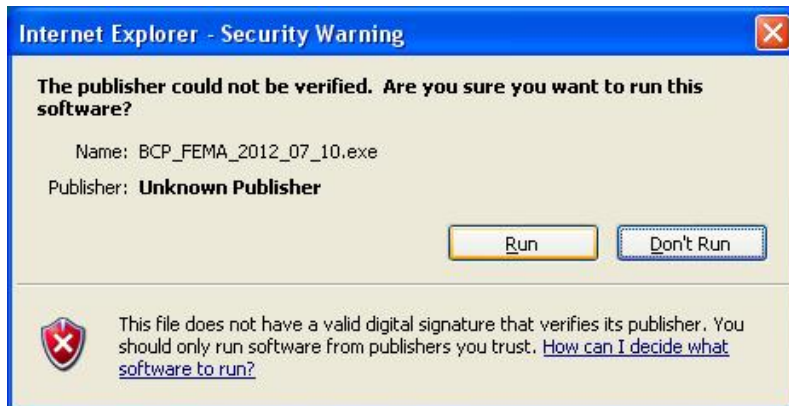 Internet Explorer - Security Warning
The publisher could not be verified.  Are you sure you want to run this
software?
Name: BCP_FEMA_2012_07_10.exe
Publisher: Unknown Publisher
Run
Don't Run
This file does not have a valid digital signature that verifies its publisher. You
should only run software from publishers you trust. How can I decide what
software to run?